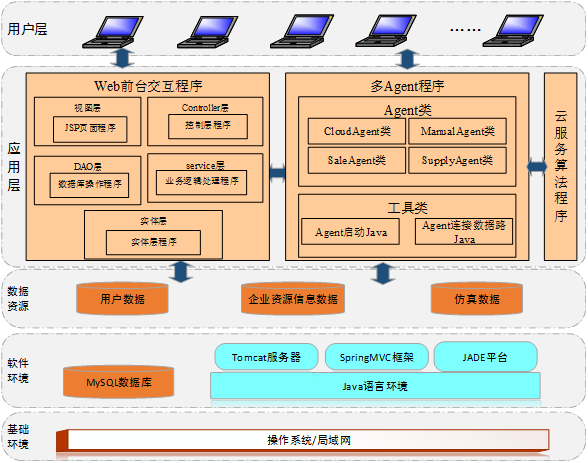 用户层
……
应用层
Web前台交互程序
视图层
JSP页面程序
Controller层
控制层程序
DAO层
数据库操作程序
service层
业务逻辑处理程序
实体层
实体层程序
多Agent程序
Agent类
CloudAgent类
ManualAgent类
SaleAgent类
SupplyAgent类
工具类
Agent启动Java
Agent连接数据略
Java
云服务算法程序
数据
资源
用户数据
企业资源信息数据
仿真数据
软件
环境
MySQL数据库
Tomcat服务器
SpringMVC框架
JADE平台
Java语言环境
基础
环境
操作系统/局域网